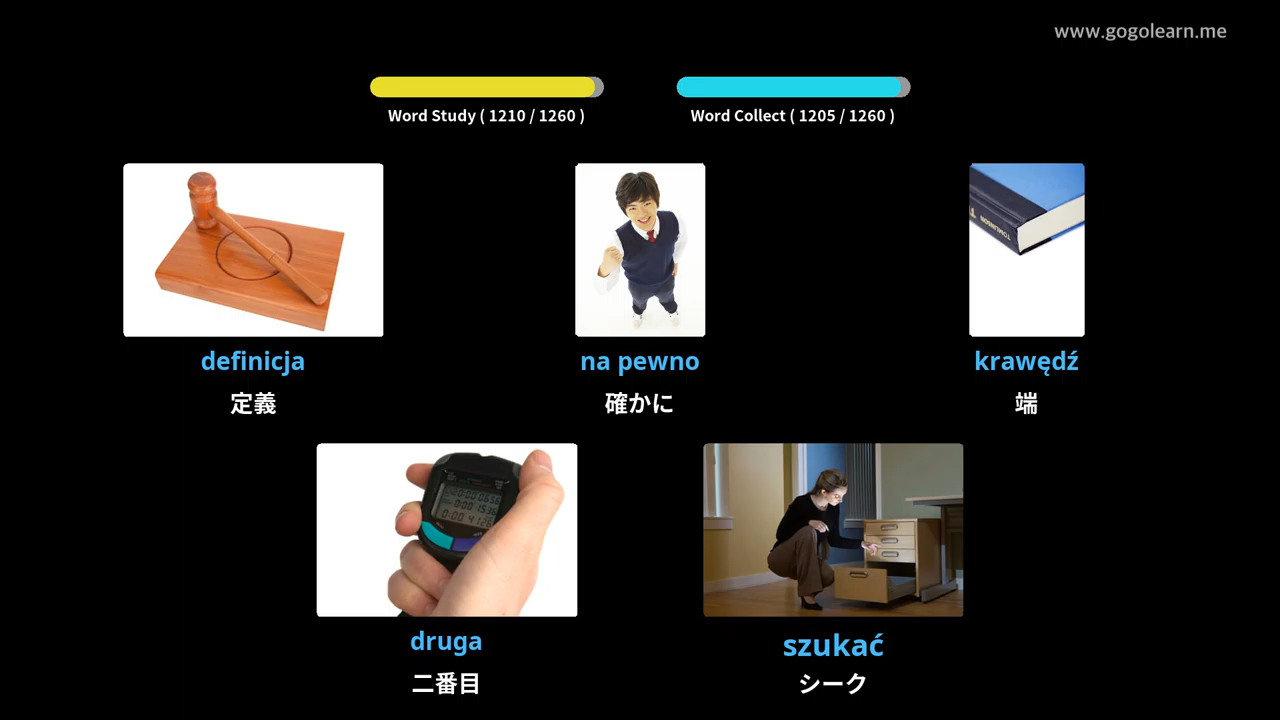 www.gogolearn.me
Word Study ( 1210 / 1260 )
Word Collect ( 1205 / 1260 )
TOMLINSON
definicja
na pewno
krawędź
定義
確かに
端
druga
szukać
二番目
シーク